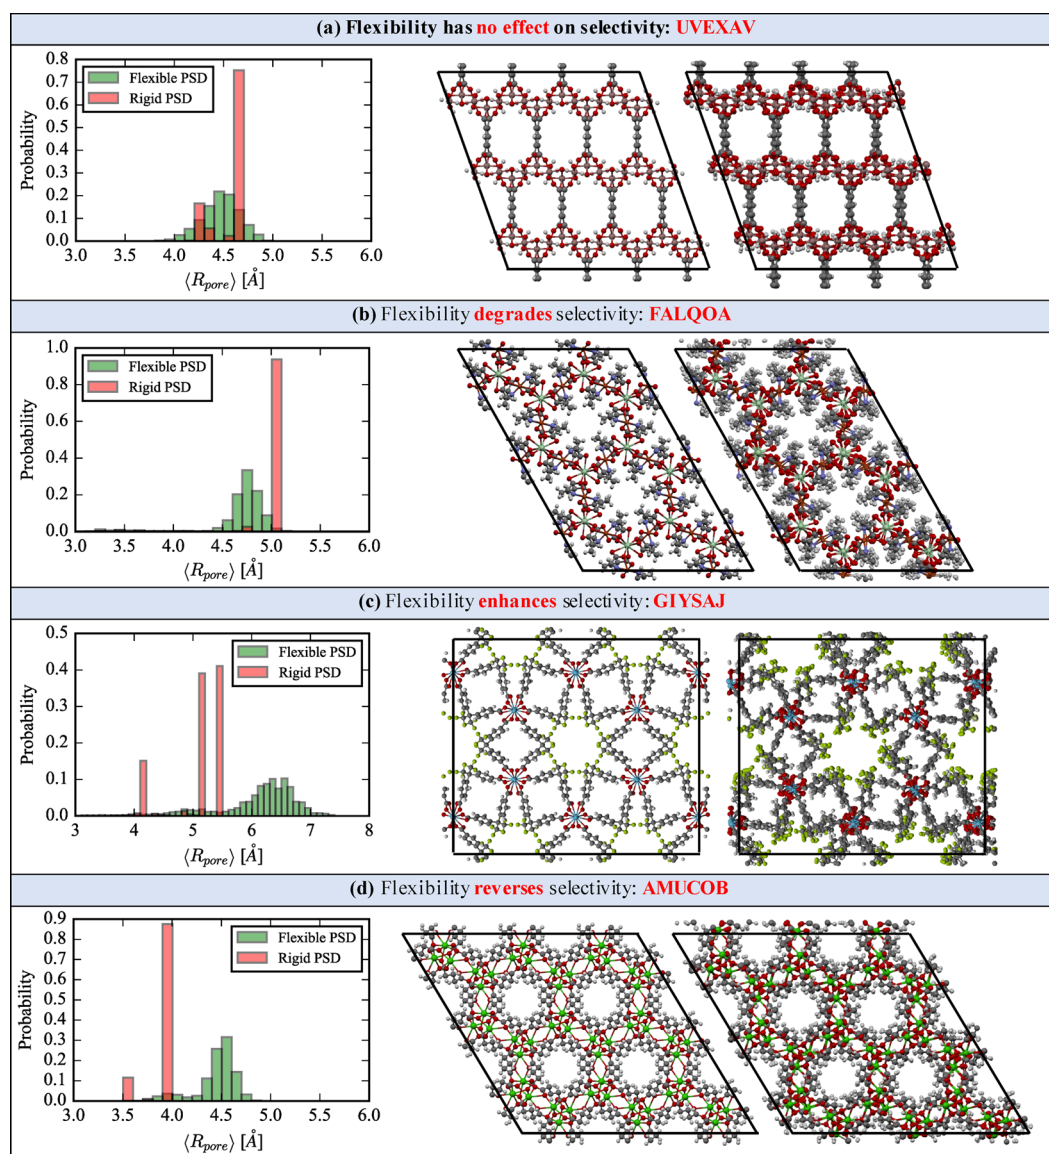 (a) Flexibility has no effect on selectivity: UVEXAV
0.8
0.7
0.6
0.5
0.4
0.3
0.2
0.1
0.0
Probability
Flexible PSD
Rigid PSD
3.0 3.5 4.0 4.5 5.0 5.5 6.0
⟨R_pore⟩ [Å]
(b) Flexibility degrades selectivity: FALQOA
1.0
0.8
0.6
0.4
0.2
0.0
Probability
Flexible PSD
Rigid PSD
3.0 3.5 4.0 4.5 5.0 5.5 6.0
⟨R_pore⟩ [Å]
(c) Flexibility enhances selectivity: GIYSAJ
0.5
0.4
0.3
0.2
0.1
0.0
Probability
Flexible PSD
Rigid PSD
3 4 5 6 7 8
⟨R_pore⟩ [Å]
(d) Flexibility reverses selectivity: AMUCOB
0.9
0.8
0.7
0.6
0.5
0.4
0.3
0.2
0.1
0.0
Probability
Flexible PSD
Rigid PSD
3.0 3.5 4.0 4.5 5.0 5.5 6.0
⟨R_pore⟩ [Å]